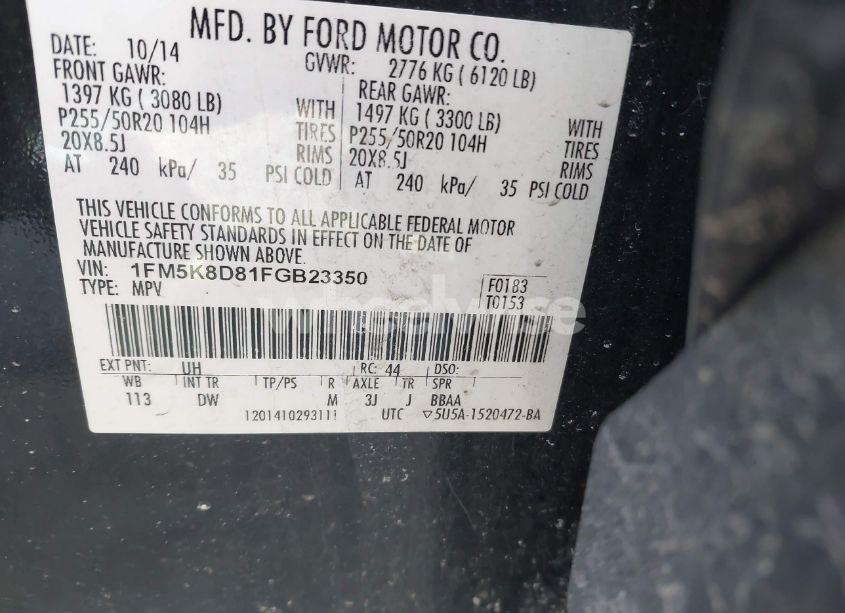 MFD. BY FORD MOTOR CO.
DATE: 10/14 GVWR: 2776 KG ( 6120 LB)
FRONT GAWR: REAR GAWR:
1397 KG ( 3080 LB) WITH 1497 KG ( 3300 LB) WITH
P255/50R20 104H TIRES P255/50R20 104H TIRES
20X8.5J RIMS 20X8.5J RIMS
AT 240 kPa/ 35 PSI COLD AT 240 kPa/ 35 PSI COLD
THIS VEHICLE CONFORMS TO ALL APPLICABLE FEDERAL MOTOR
VEHICLE SAFETY STANDARDS IN EFFECT ON THE DATE OF
MANUFACTURE SHOWN ABOVE.
VIN: 1FM5K8D81FGB23350 F0183
TYPE: MPV T0153
EXT PNT: UH RC: 44 DSO:
WB INT TR TP/PS R AXLE TR SPR
113 DW M 3J J BBAA
UTC ▽5U5A-1520472-BA